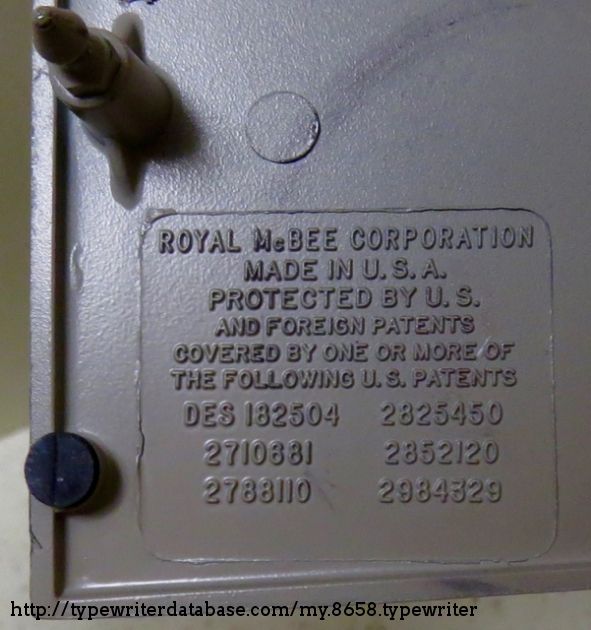 ROYAL McBEE CORPORATION
MADE IN U.S.A.
PROTECTED BY U.S.
AND FOREIGN PATENTS
COVERED BY ONE OR MORE OF
THE FOLLOWING U.S. PATENTS
DES 182504 2825450
2710681 2852120
2788110 2984329
http://typewriterdatabase.com/my.8658.typewriter